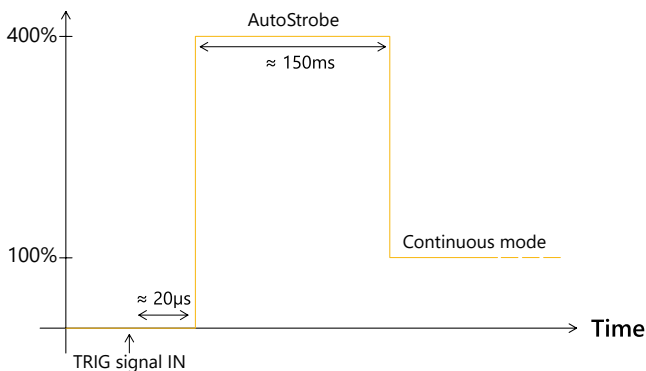 AutoStrobe
400%
≈ 150ms
Continuous mode
100%
≈ 20µs
Time
TRIG signal IN